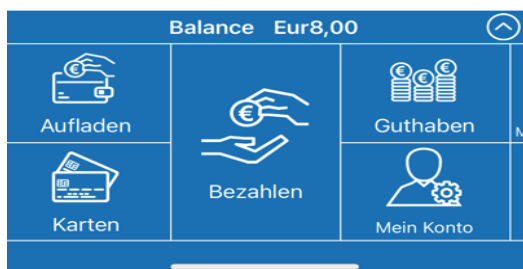 Balance Eur8,00
Aufladen
Bezahlen
Guthaben
Karten
Mein Konto